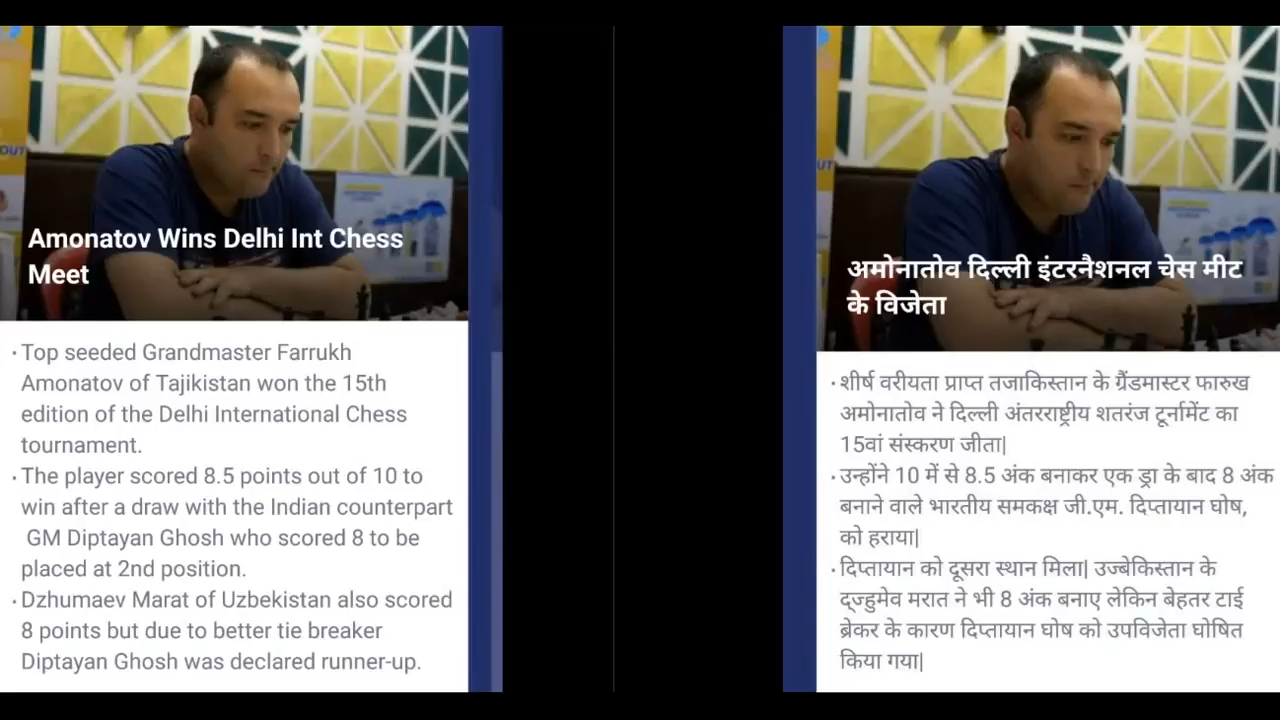 OUT
Amonatov Wins Delhi Int Chess
Meet
· Top seeded Grandmaster Farrukh
Amonatov of Tajikistan won the 15th
edition of the Delhi International Chess
tournament.
· The player scored 8.5 points out of 10 to
win after a draw with the Indian counterpart
GM Diptayan Ghosh who scored 8 to be
placed at 2nd position.
· Dzhumaev Marat of Uzbekistan also scored
8 points but due to better tie breaker
Diptayan Ghosh was declared runner-up.
अमोनातोव दिल्ली इंटरनैशनल चेस मीट
के विजेता
· शीर्ष वरीयता प्राप्त तजाकिस्तान के ग्रैंडमास्टर फारुख
अमोनातोव ने दिल्ली अंतरराष्ट्रीय शतरंज टूर्नामेंट का
15वां संस्करण जीता|
· उन्होंने 10 में से 8.5 अंक बनाकर एक ड्रा के बाद 8 अंक
बनाने वाले भारतीय समकक्ष जी.एम. दिप्तायान घोष,
को हराया|
· दिप्तायान को दूसरा स्थान मिला| उज्बेकिस्तान के
द्ज्हुमेव मरात ने भी 8 अंक बनाए लेकिन बेहतर टाई
ब्रेकर के कारण दिप्तायान घोष को उपविजेता घोषित
किया गया|